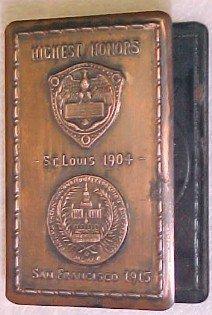 HIGHEST HONORS
- ST. LOUIS 1904 -
SAN FRANCISCO 1915